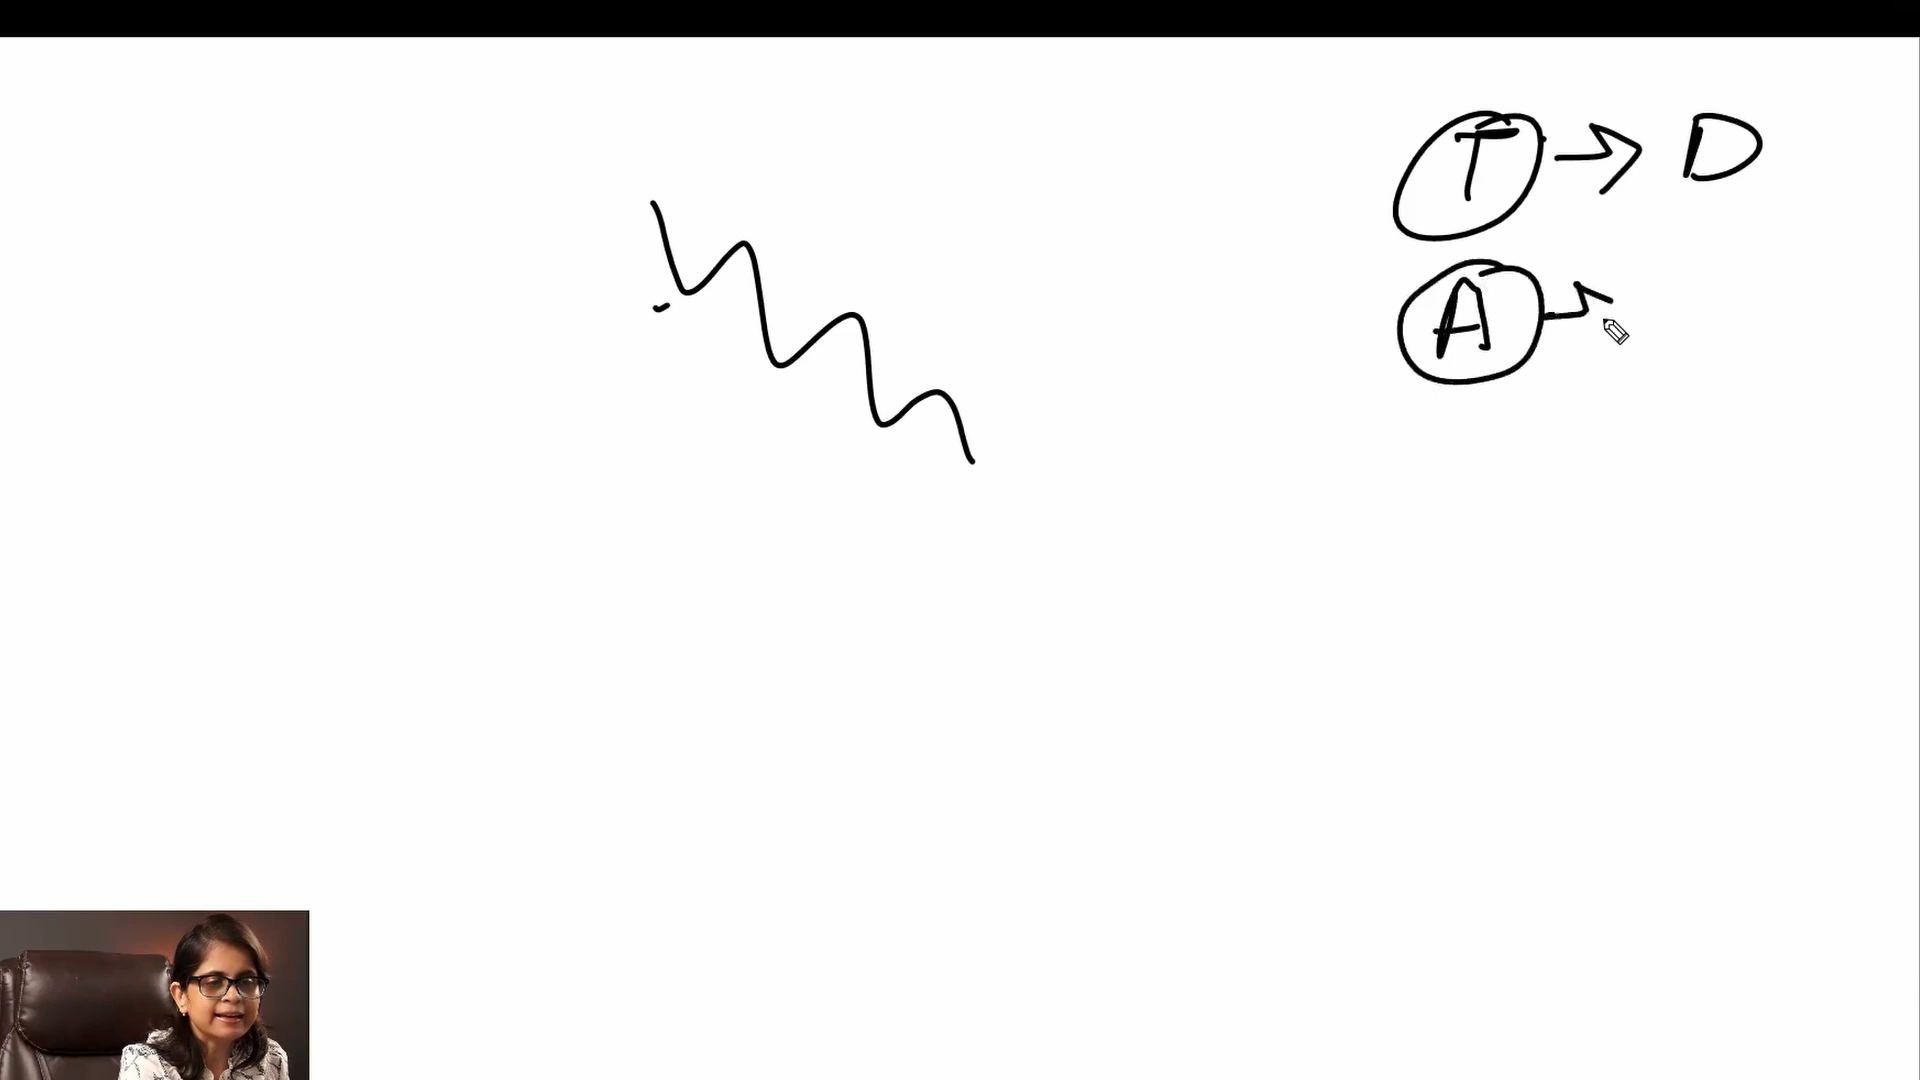 T → D
A →